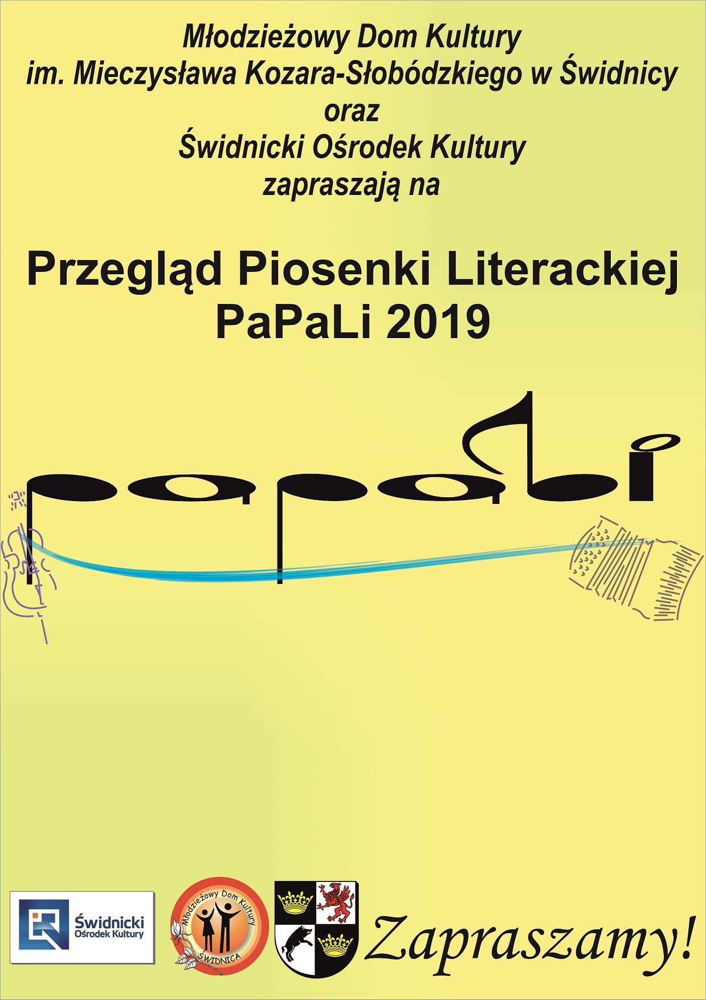 Młodzieżowy Dom Kultury
im. Mieczysława Kozara-Słobódzkiego w Świdnicy
oraz
Świdnicki Ośrodek Kultury
zapraszają na
Przegląd Piosenki Literackiej
PaPaLi 2019
papali
Świdnicki
Ośrodek Kultury
Młodzieżowy Dom Kultury
ŚWIDNICA
Zapraszamy!